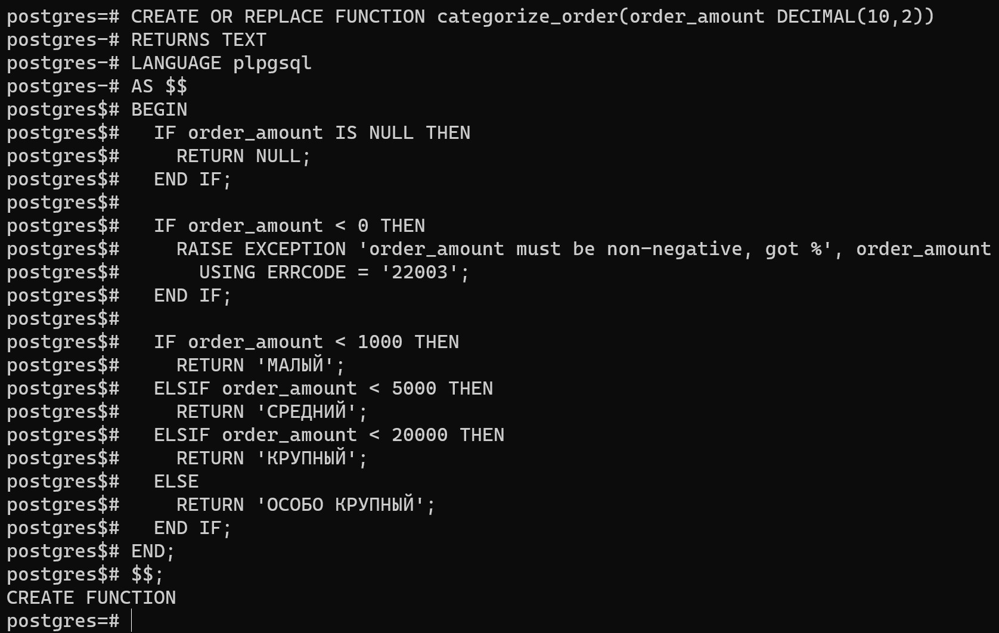 postgres=# CREATE OR REPLACE FUNCTION categorize_order(order_amount DECIMAL(10,2))
postgres-# RETURNS TEXT
postgres-# LANGUAGE plpgsql
postgres-# AS $$
postgres$# BEGIN
postgres$#   IF order_amount IS NULL THEN
postgres$#     RETURN NULL;
postgres$#   END IF;
postgres$#
postgres$#   IF order_amount < 0 THEN
postgres$#     RAISE EXCEPTION 'order_amount must be non-negative, got %', order_amount
postgres$#       USING ERRCODE = '22003';
postgres$#   END IF;
postgres$#
postgres$#   IF order_amount < 1000 THEN
postgres$#     RETURN 'МАЛЫЙ';
postgres$#   ELSIF order_amount < 5000 THEN
postgres$#     RETURN 'СРЕДНИЙ';
postgres$#   ELSIF order_amount < 20000 THEN
postgres$#     RETURN 'КРУПНЫЙ';
postgres$#   ELSE
postgres$#     RETURN 'ОСОБО КРУПНЫЙ';
postgres$#   END IF;
postgres$# END;
postgres$# $$;
CREATE FUNCTION
postgres=#